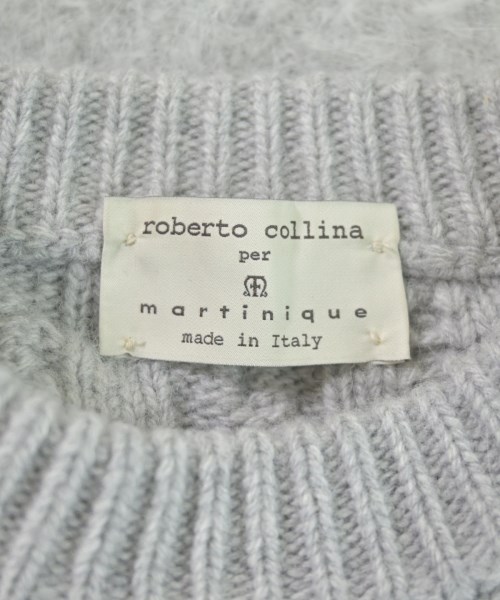 roberto collina
per
martinique
made in Italy